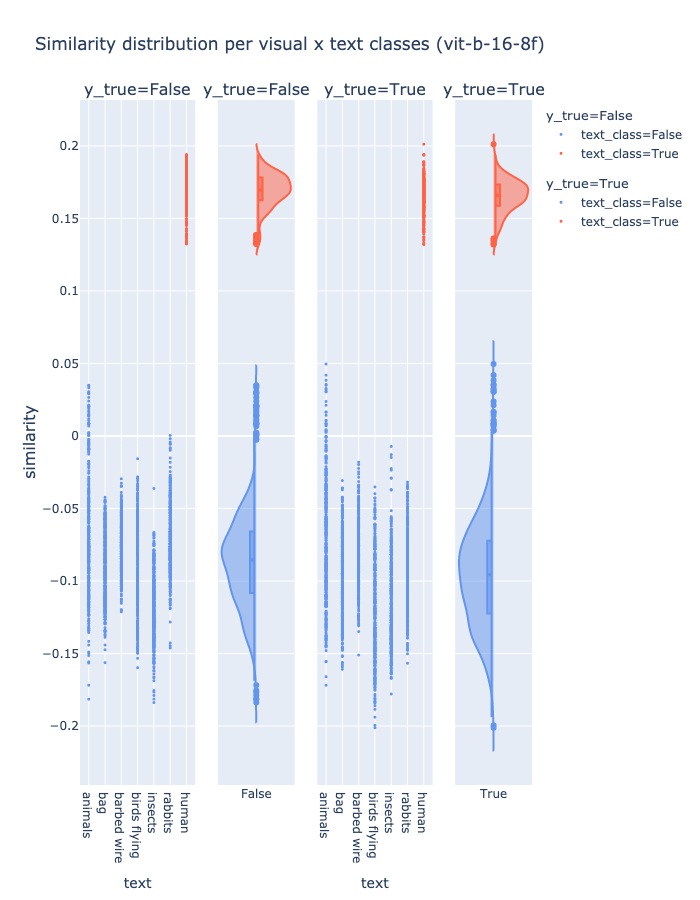 Similarity distribution per visual x text classes (vit-b-16-8f)
y_true=False
y_true=False
y_true=True
y_true=True
y_true=False
text_class=False
text_class=True
y_true=True
text_class=False
text_class=True
similarity
0.2
0.15
0.1
0.05
0
−0.05
−0.1
−0.15
−0.2
animals
bag
barbed wire
birds flying
insects
rabbits
human
False
animals
bag
barbed wire
birds flying
insects
rabbits
human
True
text
text